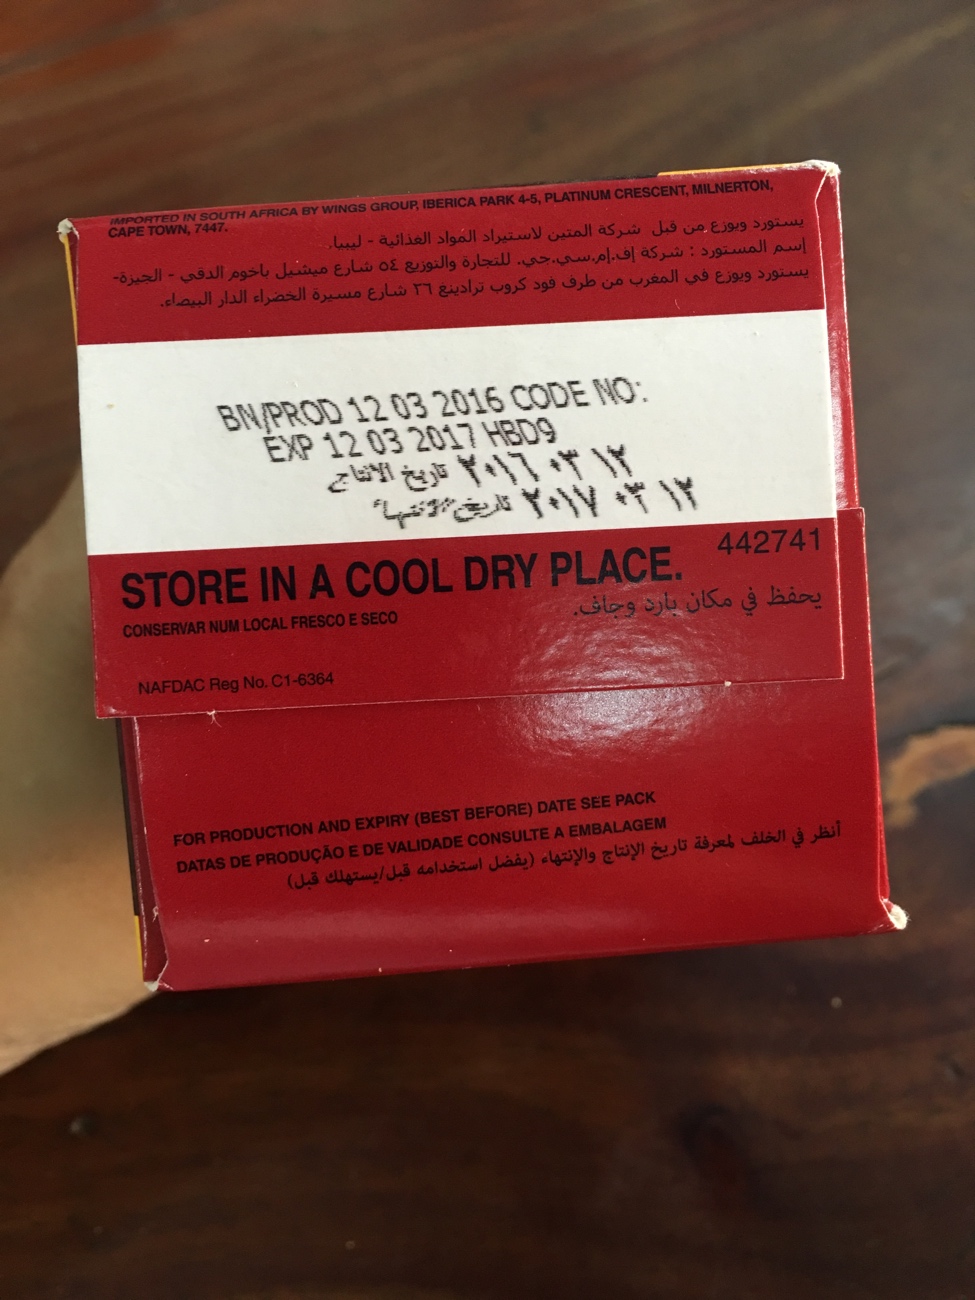 IMPORTED IN SOUTH AFRICA BY WINGS GROUP, IBERICA PARK 4-5, PLATINUM CRESCENT, MILNERTON,
CAPE TOWN, 7447.
يستورد ويوزع من قبل شركة المتين لاستيراد المواد الغذائية - ليبيا.
إسم المستورد : شركة إف.إم.سي.جي. للتجارة والتوزيع ٥٤ شارع ميشيل باخوم الدقي - الجيزة-
يستورد ويوزع في المغرب من طرف فود كروب ترادينغ ٢٦ شارع مسيرة الخضراء الدار البيضاء.
BN/PROD 12 03 2016 CODE NO:
EXP 12 03 2017 HBD9
١٢ ٠٣ ٢٠١٦ تاريخ الانتاج
١٢ ٠٣ ٢٠١٧ تاريخ الانتهاء
442741
STORE IN A COOL DRY PLACE.
يحفظ في مكان بارد وجاف.
CONSERVAR NUM LOCAL FRESCO E SECO
NAFDAC Reg No. C1-6364
FOR PRODUCTION AND EXPIRY (BEST BEFORE) DATE SEE PACK
DATAS DE PRODUÇÃO E DE VALIDADE CONSULTE A EMBALAGEM
أنظر في الخلف لمعرفة تاريخ الإنتاج والإنتهاء (يفضل استخدامه قبل/يستهلك قبل)